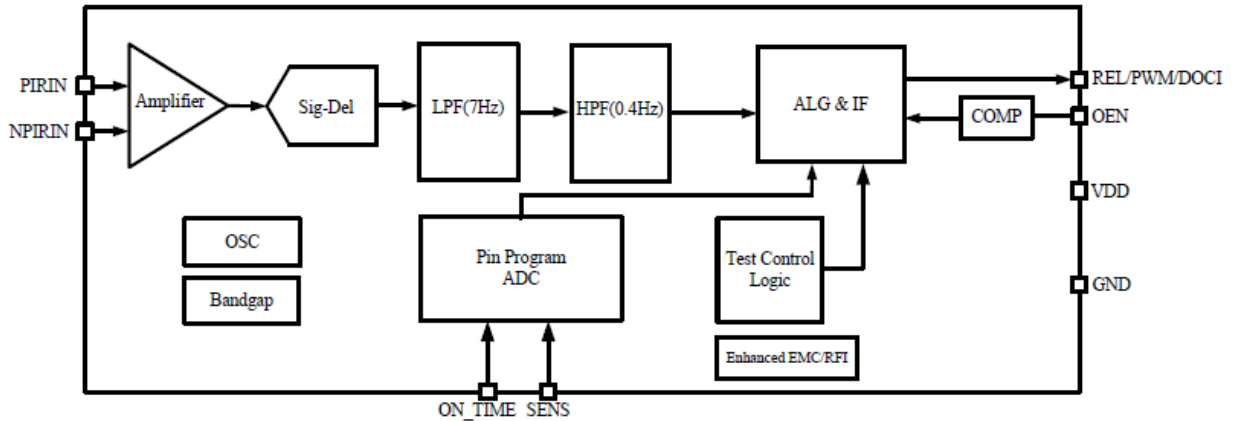 PIRIN
NPIRIN
Amplifier
Sig-Del
LPF(7Hz)
HPF(0.4Hz)
ALG & IF
REL/PWM/DOCI
COMP
OEN
VDD
GND
OSC
Bandgap
Pin Program
ADC
Test Control
Logic
Enhanced EMC/RFI
ON_TIME
SENS